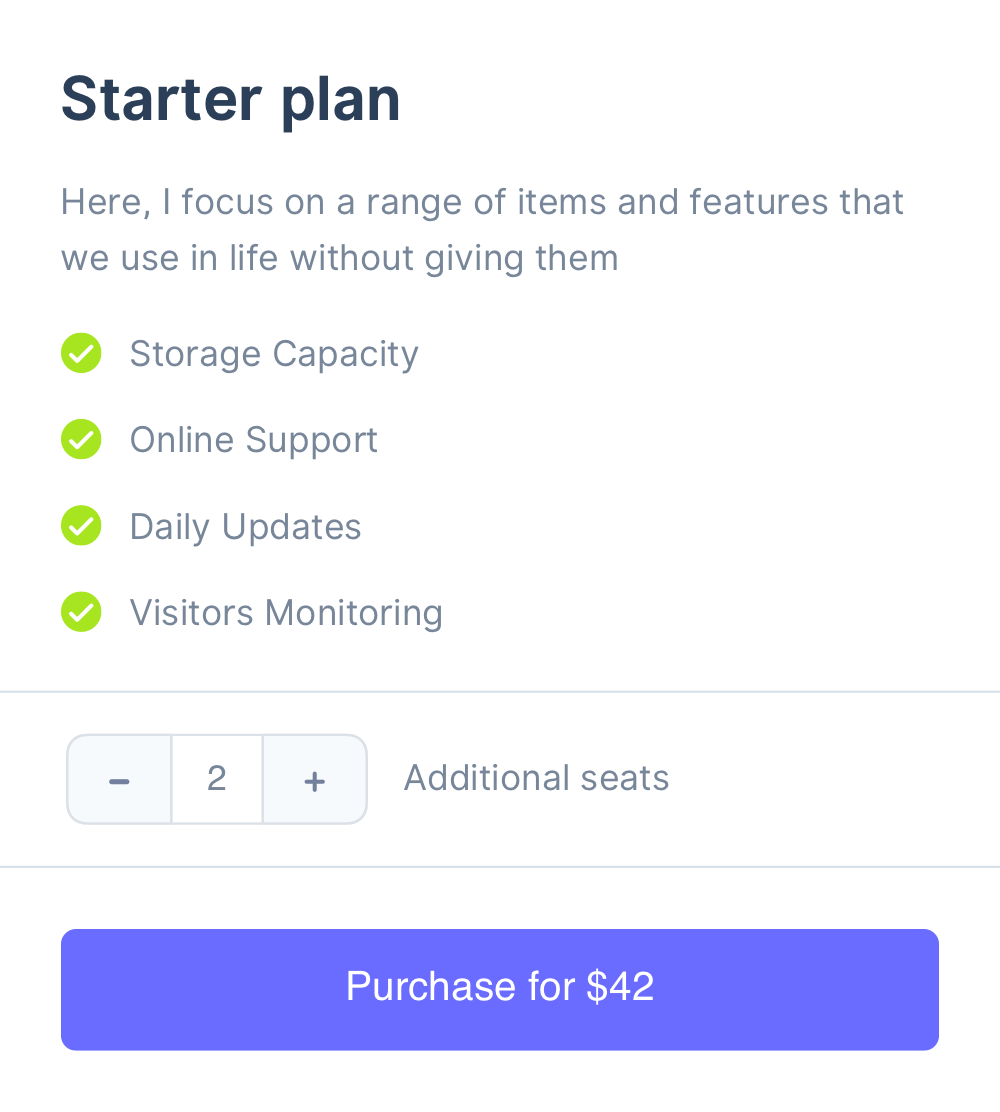 Starter plan
Here, I focus on a range of items and features that
we use in life without giving them
Storage Capacity
Online Support
Daily Updates
Visitors Monitoring
− 2 + Additional seats
Purchase for $42